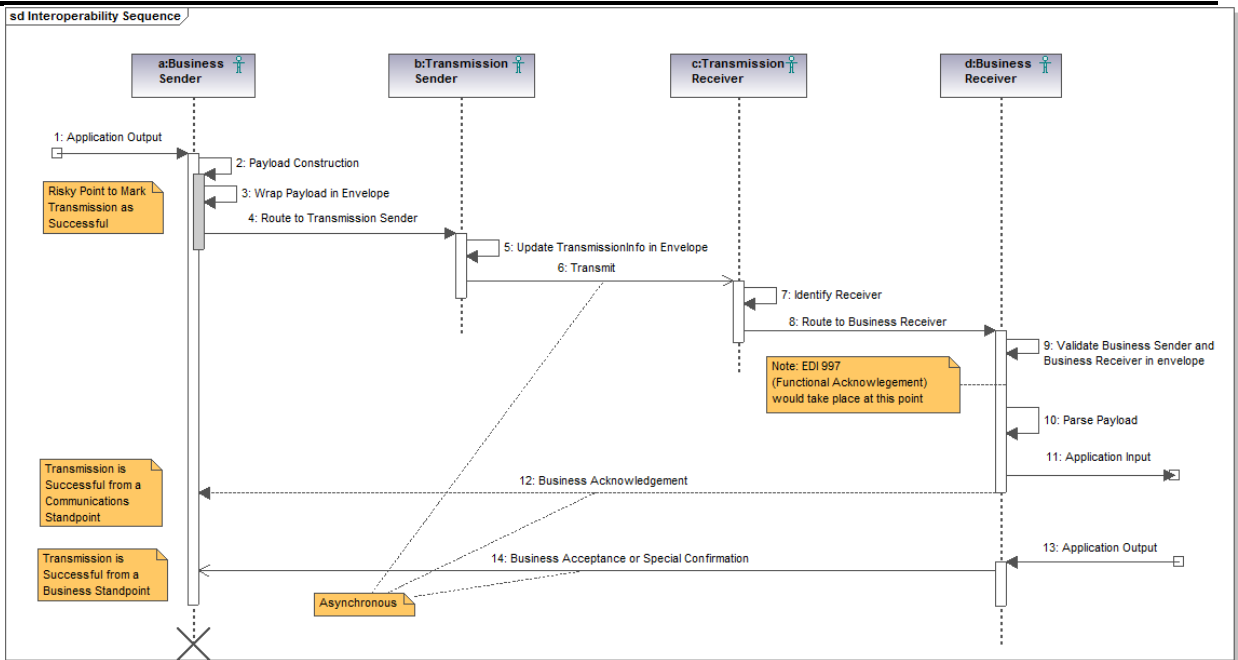 sd Interoperability Sequence
a:Business
Sender
b:Transmission
Sender
c:Transmission
Receiver
d:Business
Receiver
1: Application Output
2: Payload Construction
Risky Point to Mark
Transmission as
Successful
3: Wrap Payload in Envelope
4: Route to Transmission Sender
5: Update TransmissionInfo in Envelope
6: Transmit
7: Identify Receiver
8: Route to Business Receiver
9: Validate Business Sender and
Business Receiver in envelope
Note: EDI 997
(Functional Acknowlegement)
would take place at this point
10: Parse Payload
11: Application Input
Transmission is
Successful from a
Communications
Standpoint
12: Business Acknowledgement
13: Application Output
Transmission is
Successful from a
Business Standpoint
14: Business Acceptance or Special Confirmation
Asynchronous